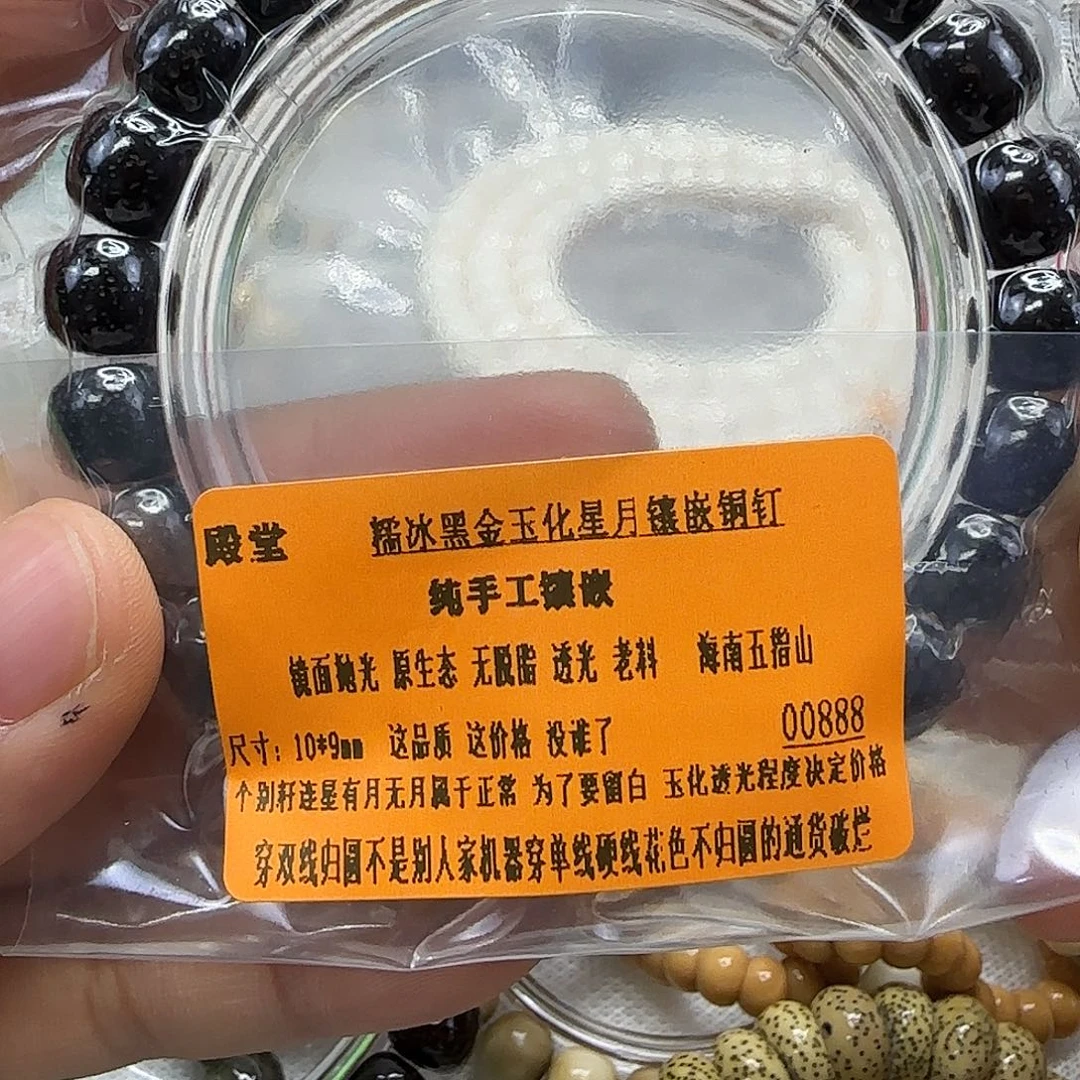 殿堂 糯冰黑金玉化星月镶嵌铜钉
纯手工镶嵌
镜面抛光 原生态 无脱脂 透光 老料 海南五指山
00888
尺寸：10*9mm 这品质 这价格 没谁了
个别籽连星有月无月属于正常 为了要留白 玉化透光程度决定价格
穿双线归圆不是别人家机器穿单线硬线花色不归圆的通货破烂